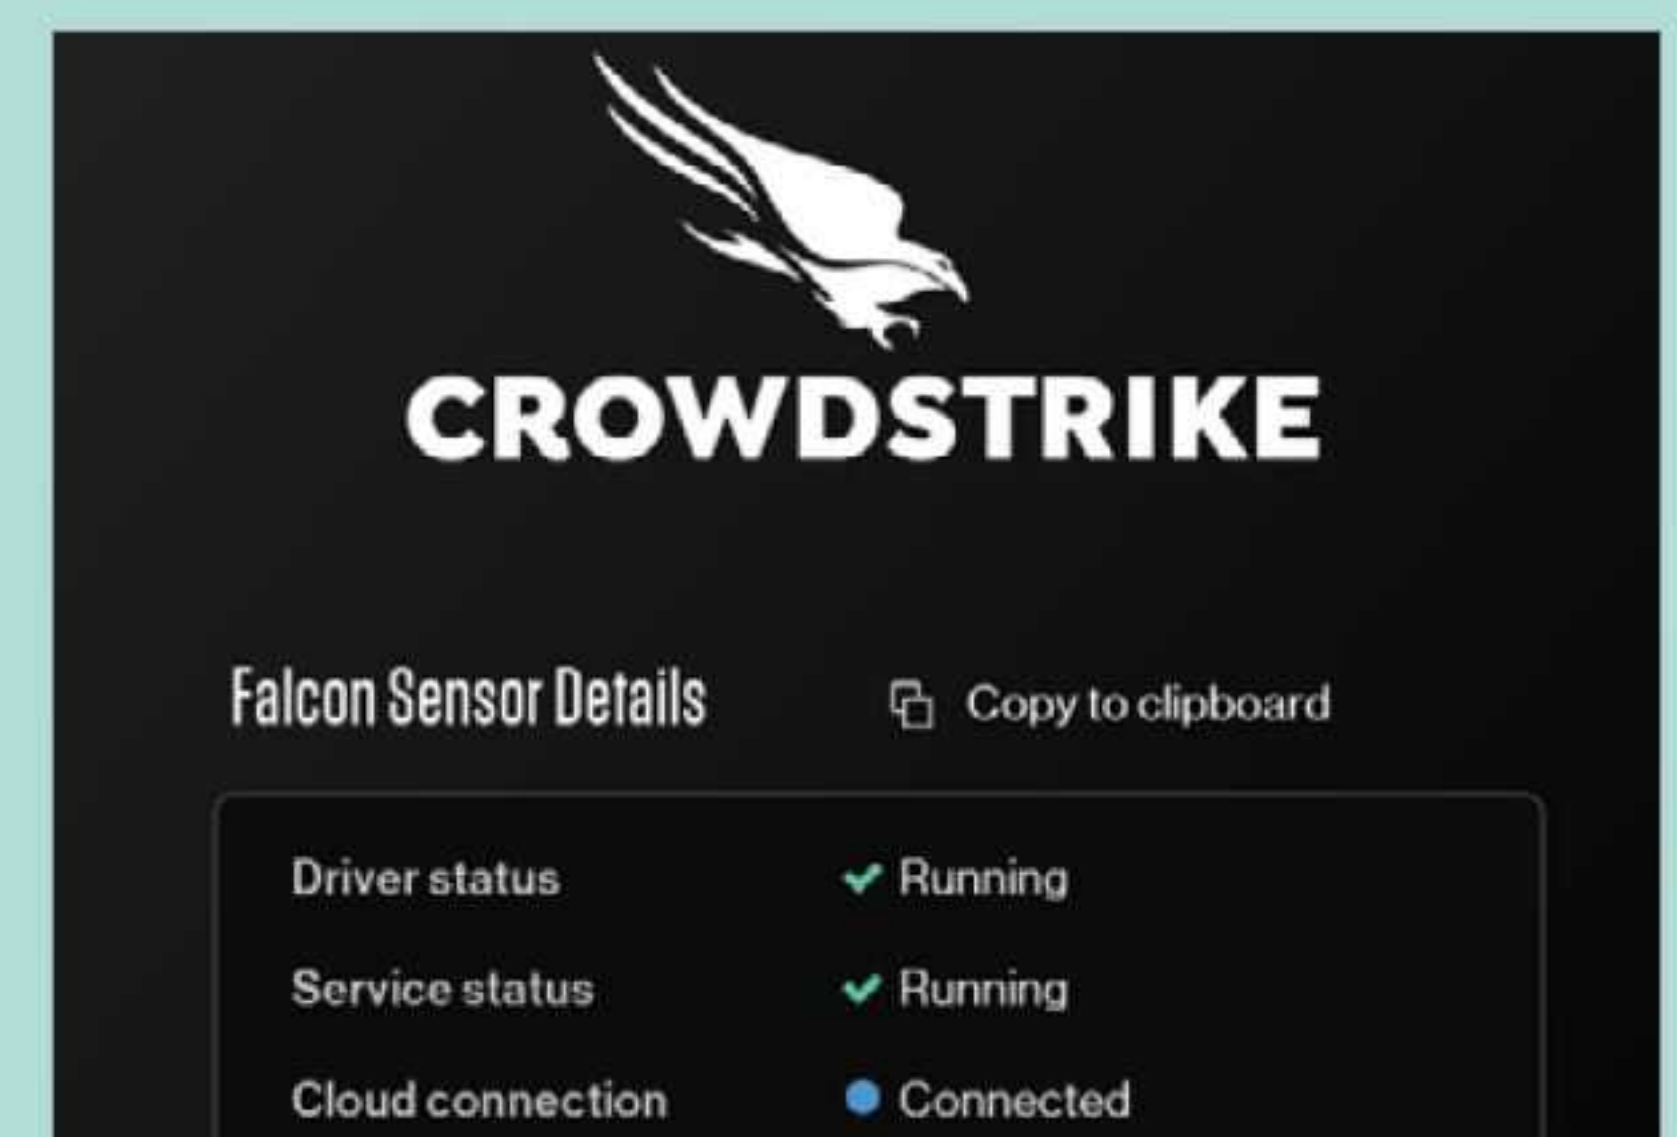 CROWDSTRIKE
Falcon Sensor Details Copy to clipboard
Driver status Running
Service status Running
Cloud connection Connected